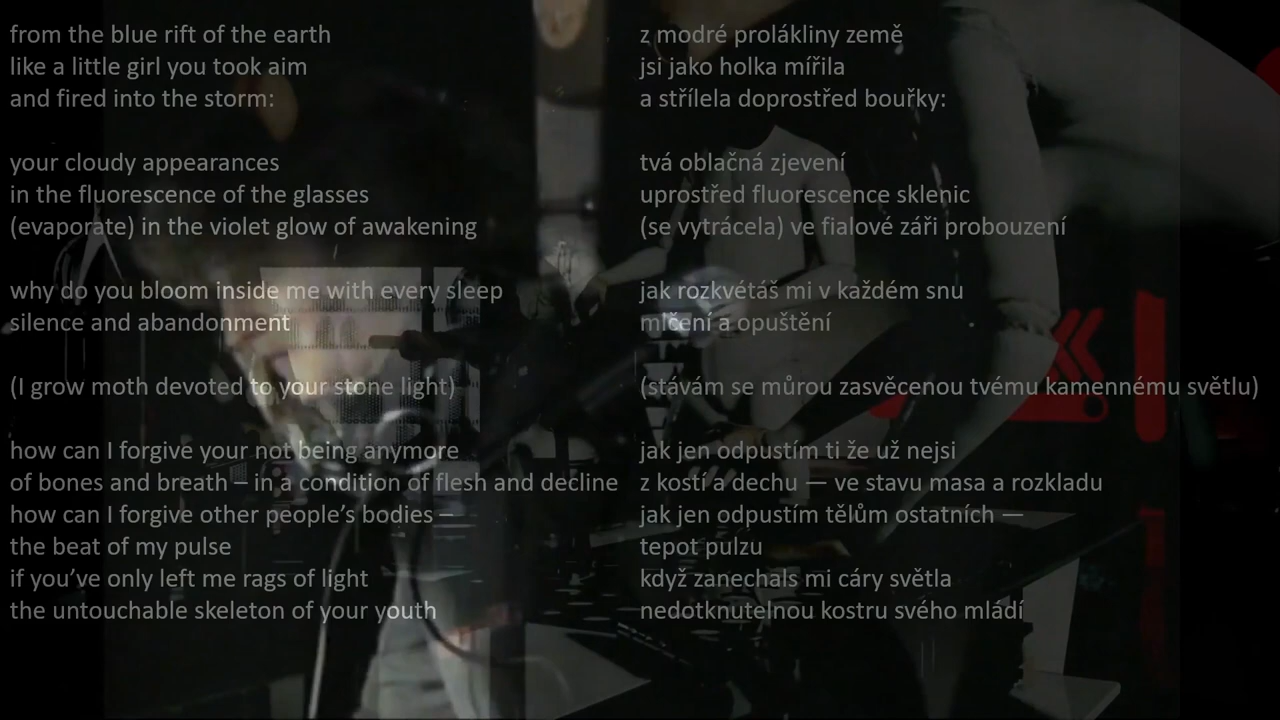 from the blue rift of the earth
like a little girl you took aim
and fired into the storm:
your cloudy appearances
in the fluorescence of the glasses
(evaporate) in the violet glow of awakening
why do you bloom inside me with every sleep
silence and abandonment
(I grow moth devoted to your stone light)
how can I forgive your not being anymore
of bones and breath – in a condition of flesh and decline
how can I forgive other people’s bodies –
the beat of my pulse
if you’ve only left me rags of light
the untouchable skeleton of your youth
z modré prolákliny země
jsi jako holka mířila
a střílela doprostřed bouřky:
tvá oblačná zjevení
uprostřed fluorescence sklenic
(se vytrácela) ve fialové záři probouzení
jak rozkvétáš mi v každém snu
mlčení a opuštění
(stávám se můrou zasvěcenou tvému kamennému světlu)
jak jen odpustím ti že už nejsi
z kostí a dechu — ve stavu masa a rozkladu
jak jen odpustím tělům ostatních —
tepot pulzu
když zanechals mi cáry světla
nedotknutelnou kostru svého mládí